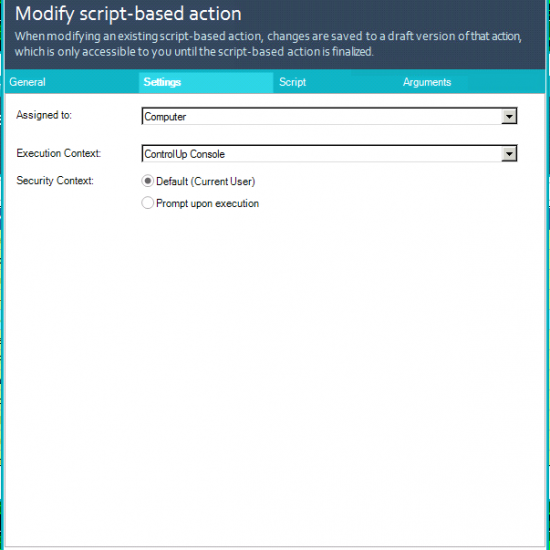 Modify script-based action
When modifying an existing script-based action, changes are saved to a draft version of that action,
which is only accessible to you until the script-based action is finalized.
General Settings Script Arguments
Assigned to: Computer
Execution Context: ControlUp Console
Security Context: Default (Current User)
Prompt upon execution